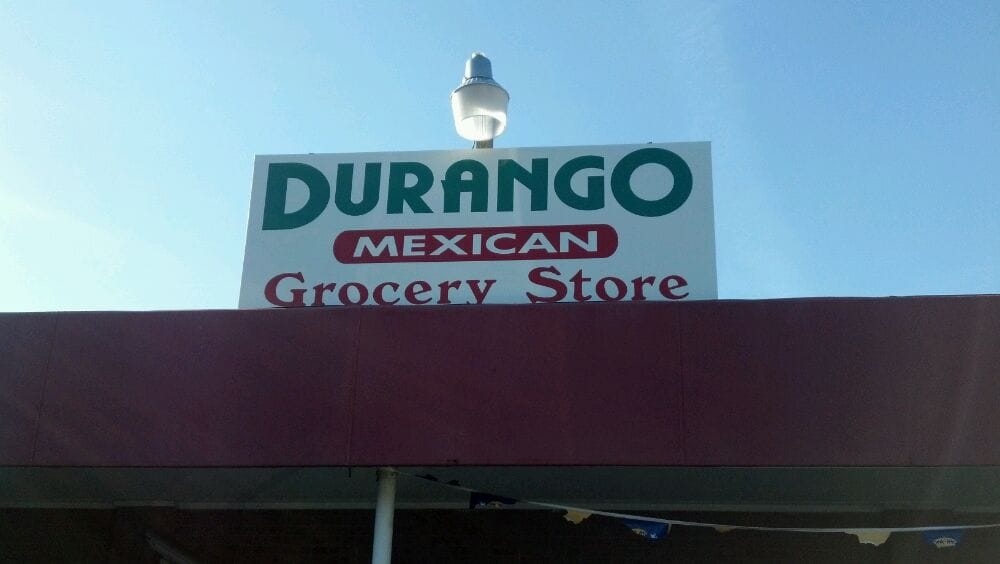 DURANGO
MEXICAN
Grocery Store